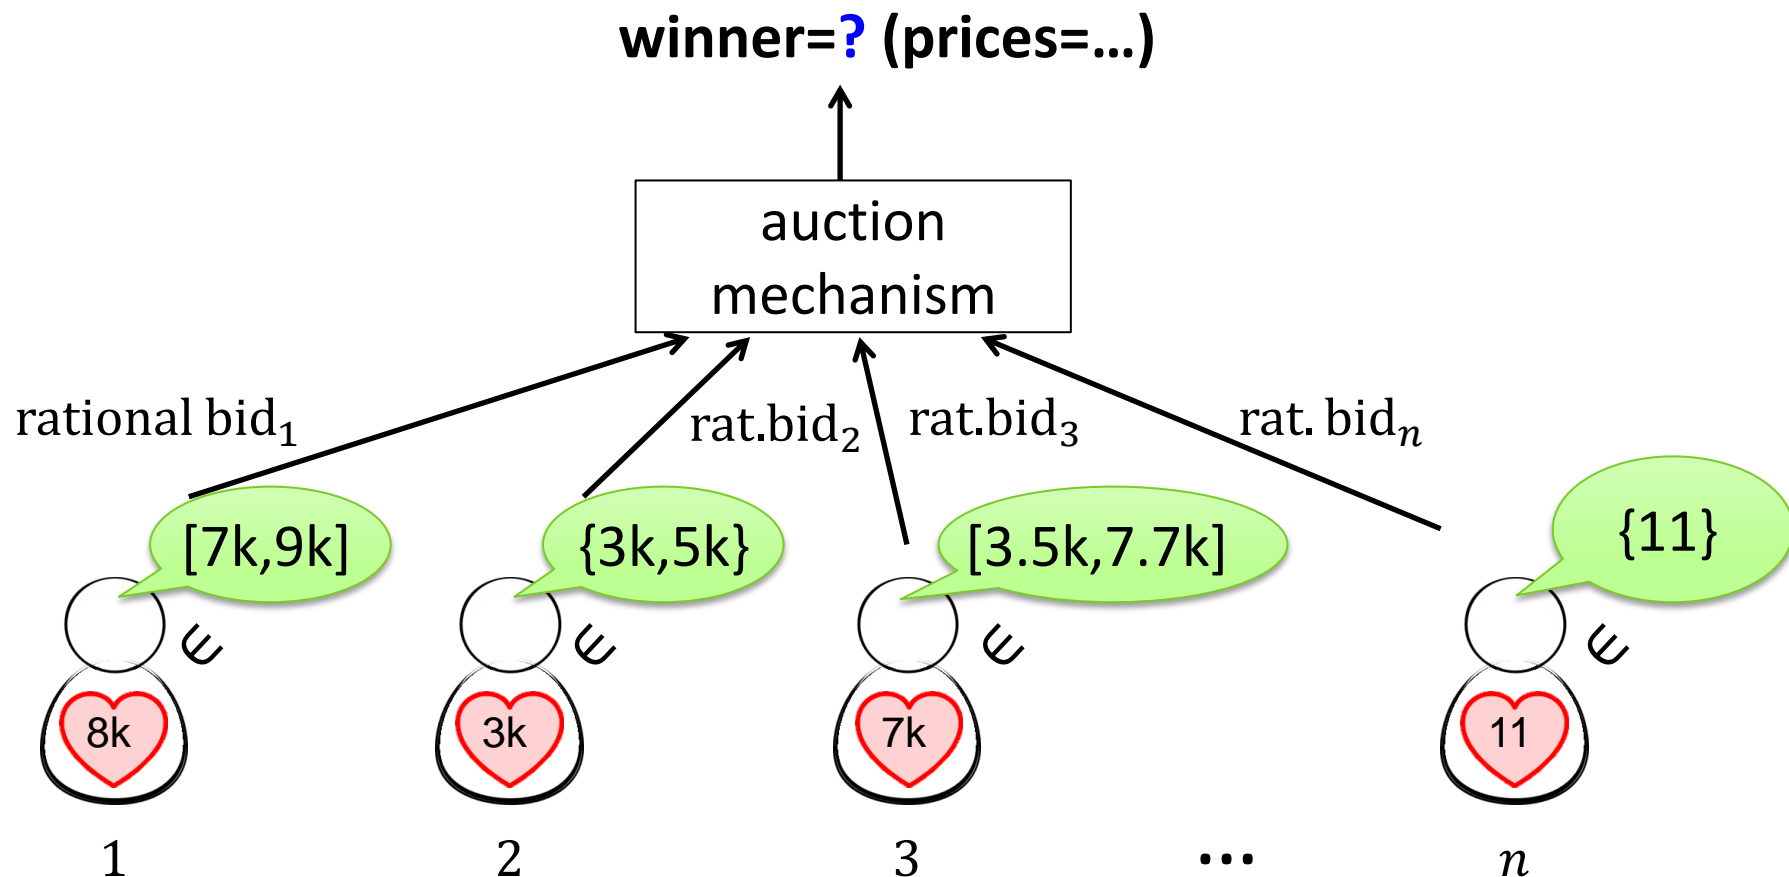 winner=? (prices=…)
auction
mechanism
rational bid₁
rat.bid₂
rat.bid₃
rat. bidₙ
[7k,9k]
{3k,5k}
[3.5k,7.7k]
{11}
∈
∈
∈
∈
8k
3k
7k
11
1
2
3
…
n